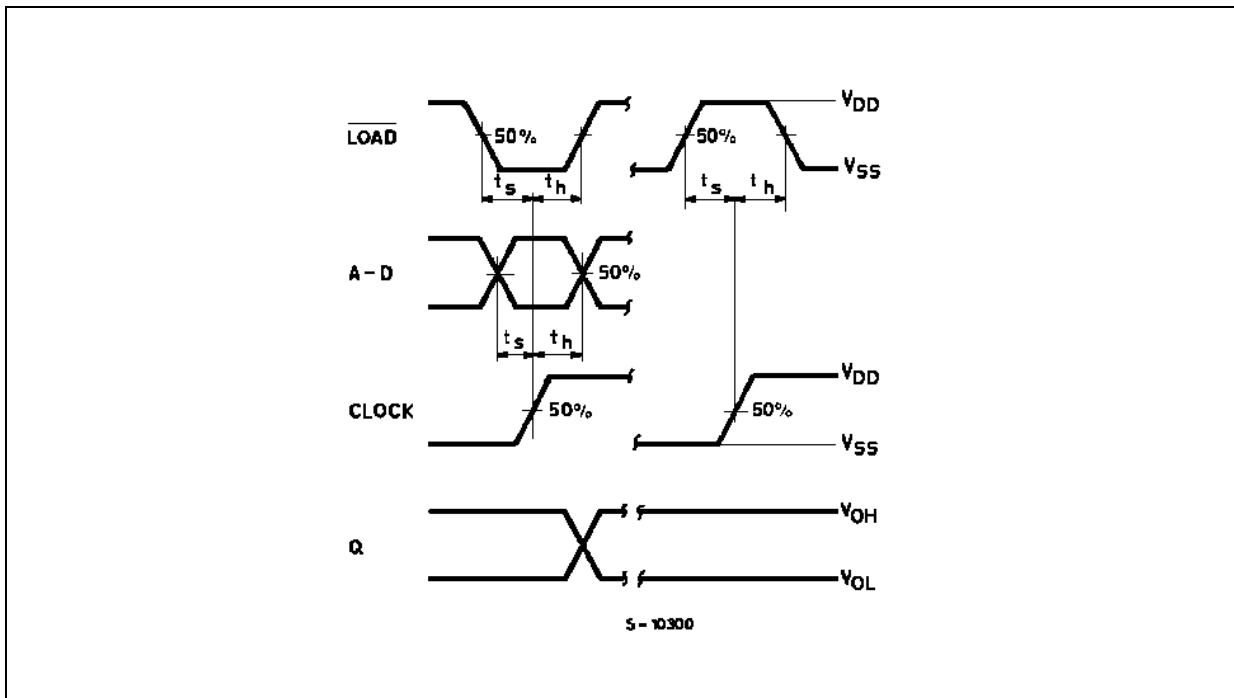 VDD
LOAD 50% 50%
VSS
ts th ts th
A-D 50%
ts th
VDD
CLOCK 50% 50%
VSS
VOH
Q
VOL
S-10300